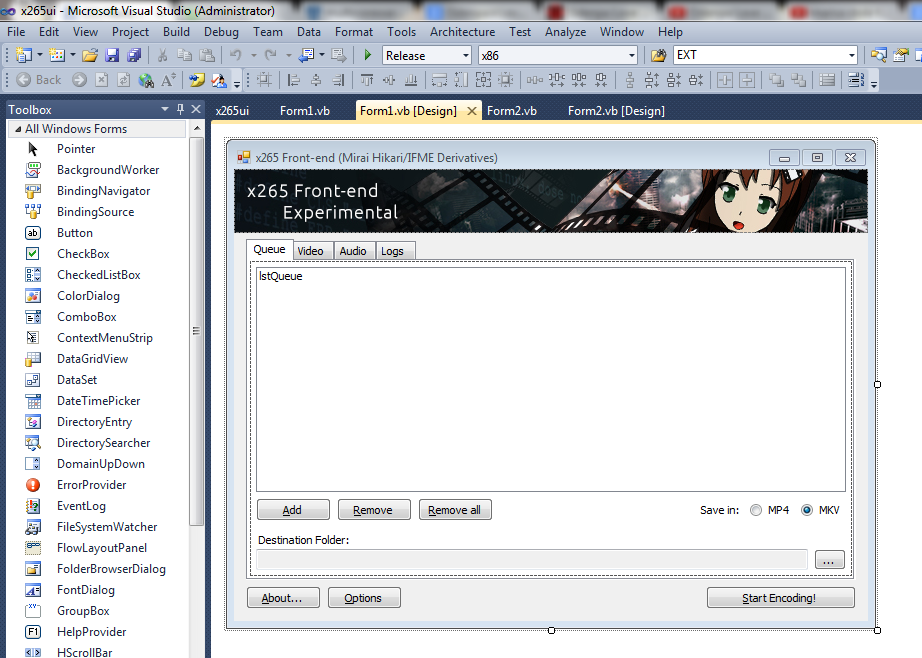 x265ui - Microsoft Visual Studio (Administrator)
File Edit View Project Build Debug Team Data Format Tools Architecture Test Analyze Window Help
Release x86 EXT
Back
Toolbox
x265ui Form1.vb Form1.vb [Design] Form2.vb Form2.vb [Design]
All Windows Forms
Pointer
BackgroundWorker
BindingNavigator
BindingSource
Button
CheckBox
CheckedListBox
ColorDialog
ComboBox
ContextMenuStrip
DataGridView
DataSet
DateTimePicker
DirectoryEntry
DirectorySearcher
DomainUpDown
ErrorProvider
EventLog
FileSystemWatcher
FlowLayoutPanel
FolderBrowserDialog
FontDialog
GroupBox
HelpProvider
HScrollBar
x265 Front-end (Mirai Hikari/IFME Derivatives)
x265 Front-end
Experimental
Queue Video Audio Logs
lstQueue
Add Remove Remove all Save in: MP4 MKV
Destination Folder:
...
About... Options Start Encoding!